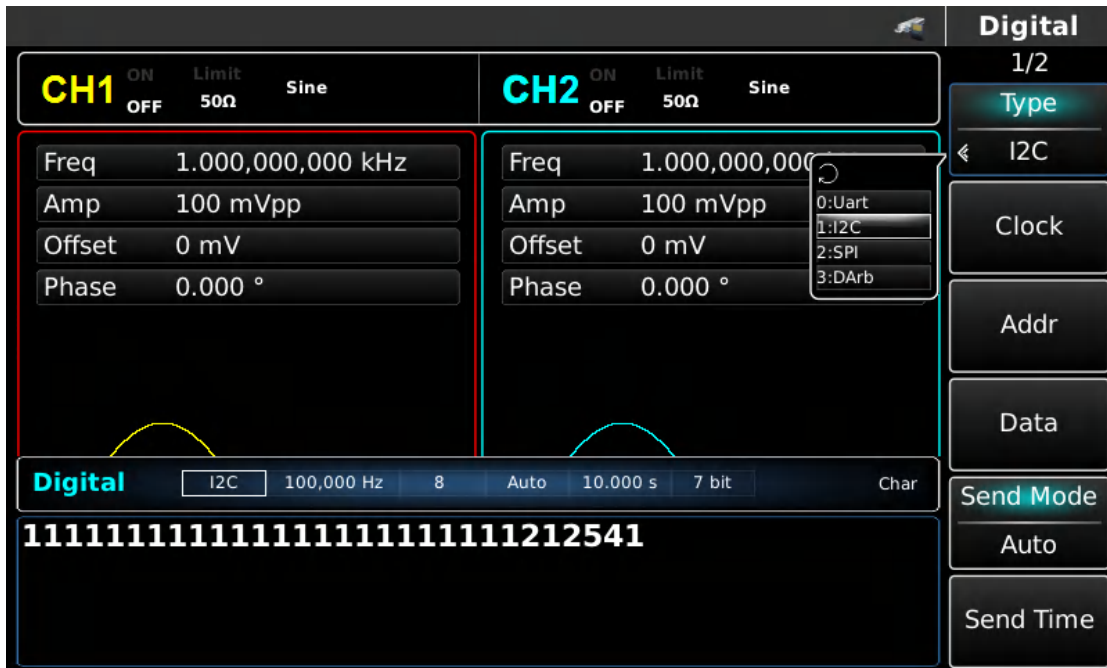 Digital
1/2
CH1 ON OFF Limit 50Ω Sine
CH2 ON OFF Limit 50Ω Sine
Type
I2C
Freq 1.000,000,000 kHz
Amp 100 mVpp
Offset 0 mV
Phase 0.000 °
Freq 1.000,000,000
Amp 100 mVpp
Offset 0 mV
Phase 0.000 °
0:Uart
1:I2C
2:SPI
3:DArb
Clock
Addr
Data
Send Mode
Auto
Send Time
Digital I2C 100,000 Hz 8 Auto 10.000 s 7 bit Char
11111111111111111111111212541